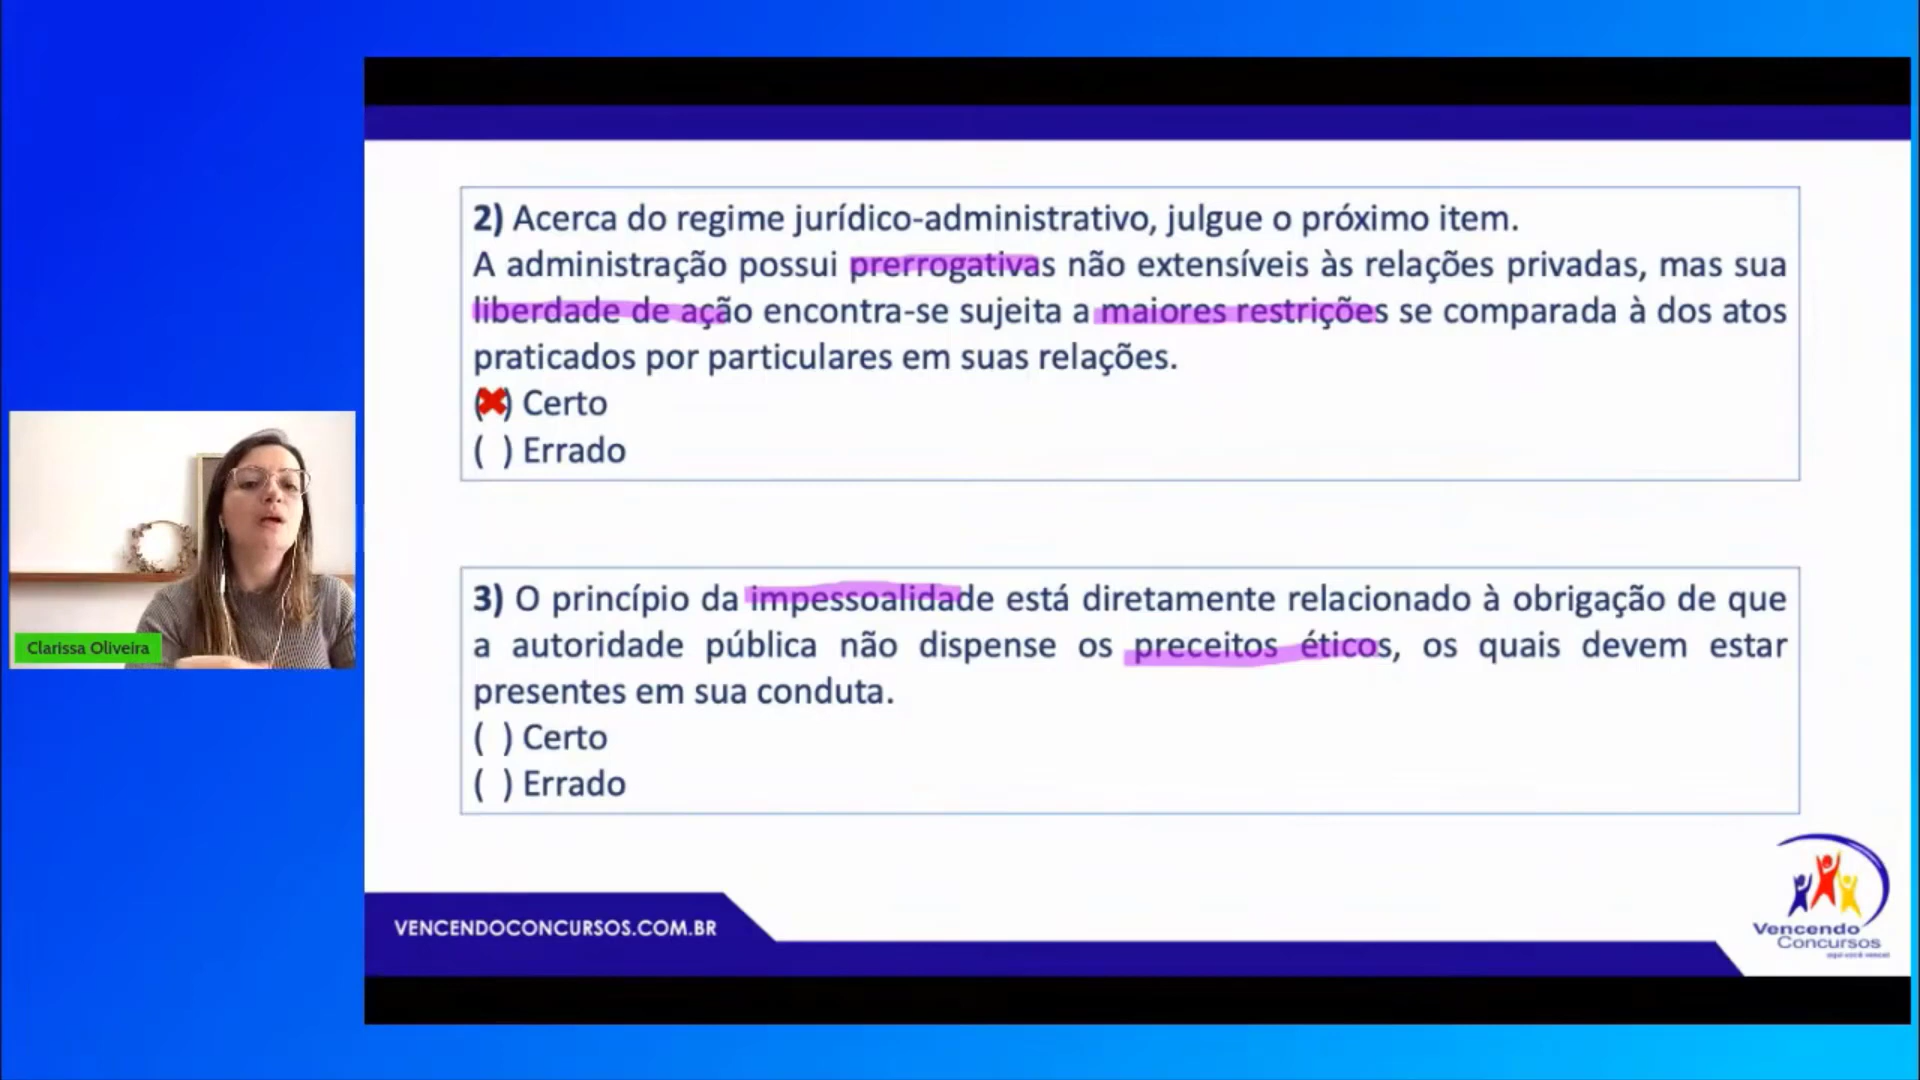 2) Acerca do regime jurídico-administrativo, julgue o próximo item.
A administração possui prerrogativas não extensíveis às relações privadas, mas sua
liberdade de ação encontra-se sujeita a maiores restrições se comparada à dos atos
praticados por particulares em suas relações.
( ) Certo
( ) Errado
3) O princípio da impessoalidade está diretamente relacionado à obrigação de que
a autoridade pública não dispense os preceitos éticos, os quais devem estar
presentes em sua conduta.
( ) Certo
( ) Errado
Clarissa Oliveira
VENCENDOCONCURSOS.COM.BR
Vencendo
Concursos
aqui você vence!